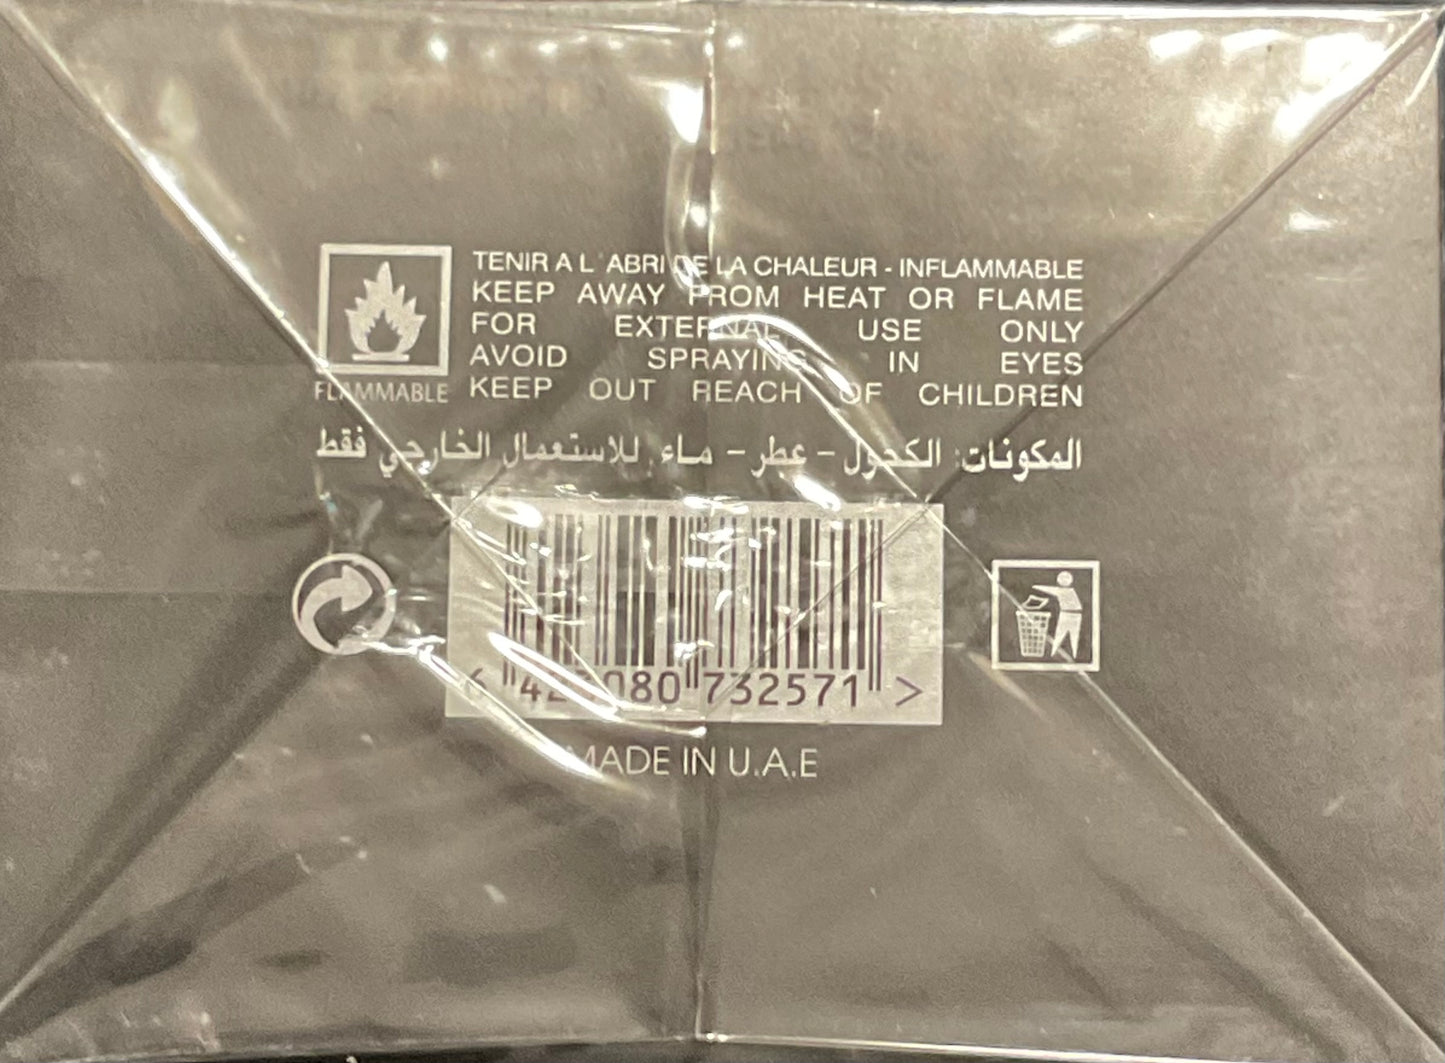 TENIR A L'ABRI DE LA CHALEUR - INFLAMMABLE
KEEP AWAY FROM HEAT OR FLAME
FOR EXTERNAL USE ONLY
AVOID SPRAYING IN EYES
KEEP OUT REACH OF CHILDREN
FLAMMABLE
المكونات: الكحول - عطر - ماء للاستعمال الخارجي فقط
732571 >
MADE IN U.A.E